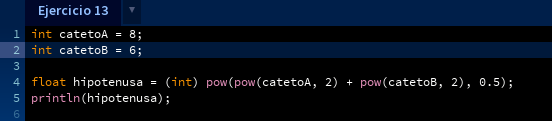 Ejercicio 13 ▼
1 int catetoA = 8;
2 int catetoB = 6;
3
4 float hipotenusa = (int) pow(pow(catetoA, 2) + pow(catetoB, 2), 0.5);
5 println(hipotenusa);
6